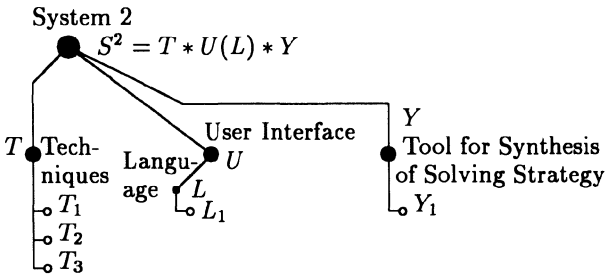 System 2
S² = T * U(L) * Y
Y
T Tech-
niques
User Interface
U
Langu-
age
L
Tool for Synthesis
of Solving Strategy
T₁
T₂
T₃
L₁
Y₁